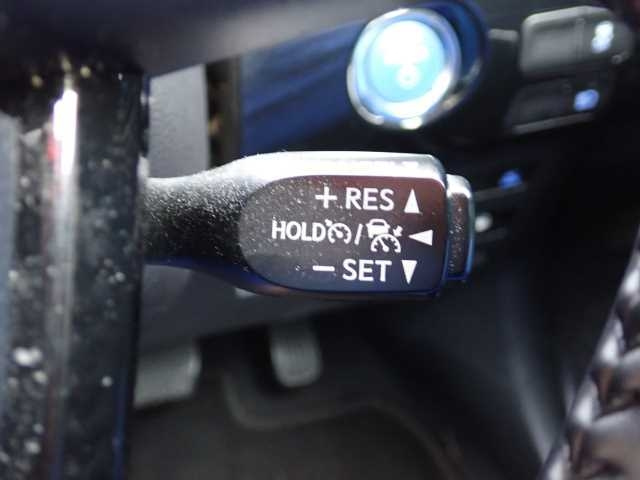 + RES ▲
HOLD / ◀
− SET ▼